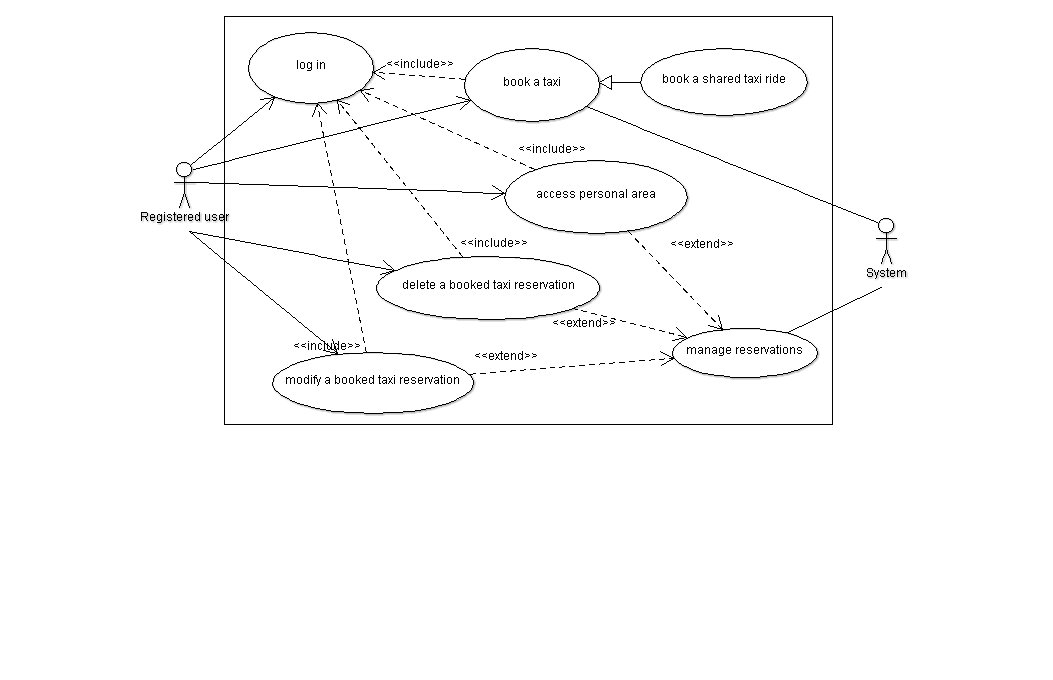 log in
<<include>>
book a taxi
book a shared taxi ride
<<include>>
access personal area
Registered user
<<include>>
<<extend>>
System
delete a booked taxi reservation
<<extend>>
<<include>>
manage reservations
<<extend>>
modify a booked taxi reservation